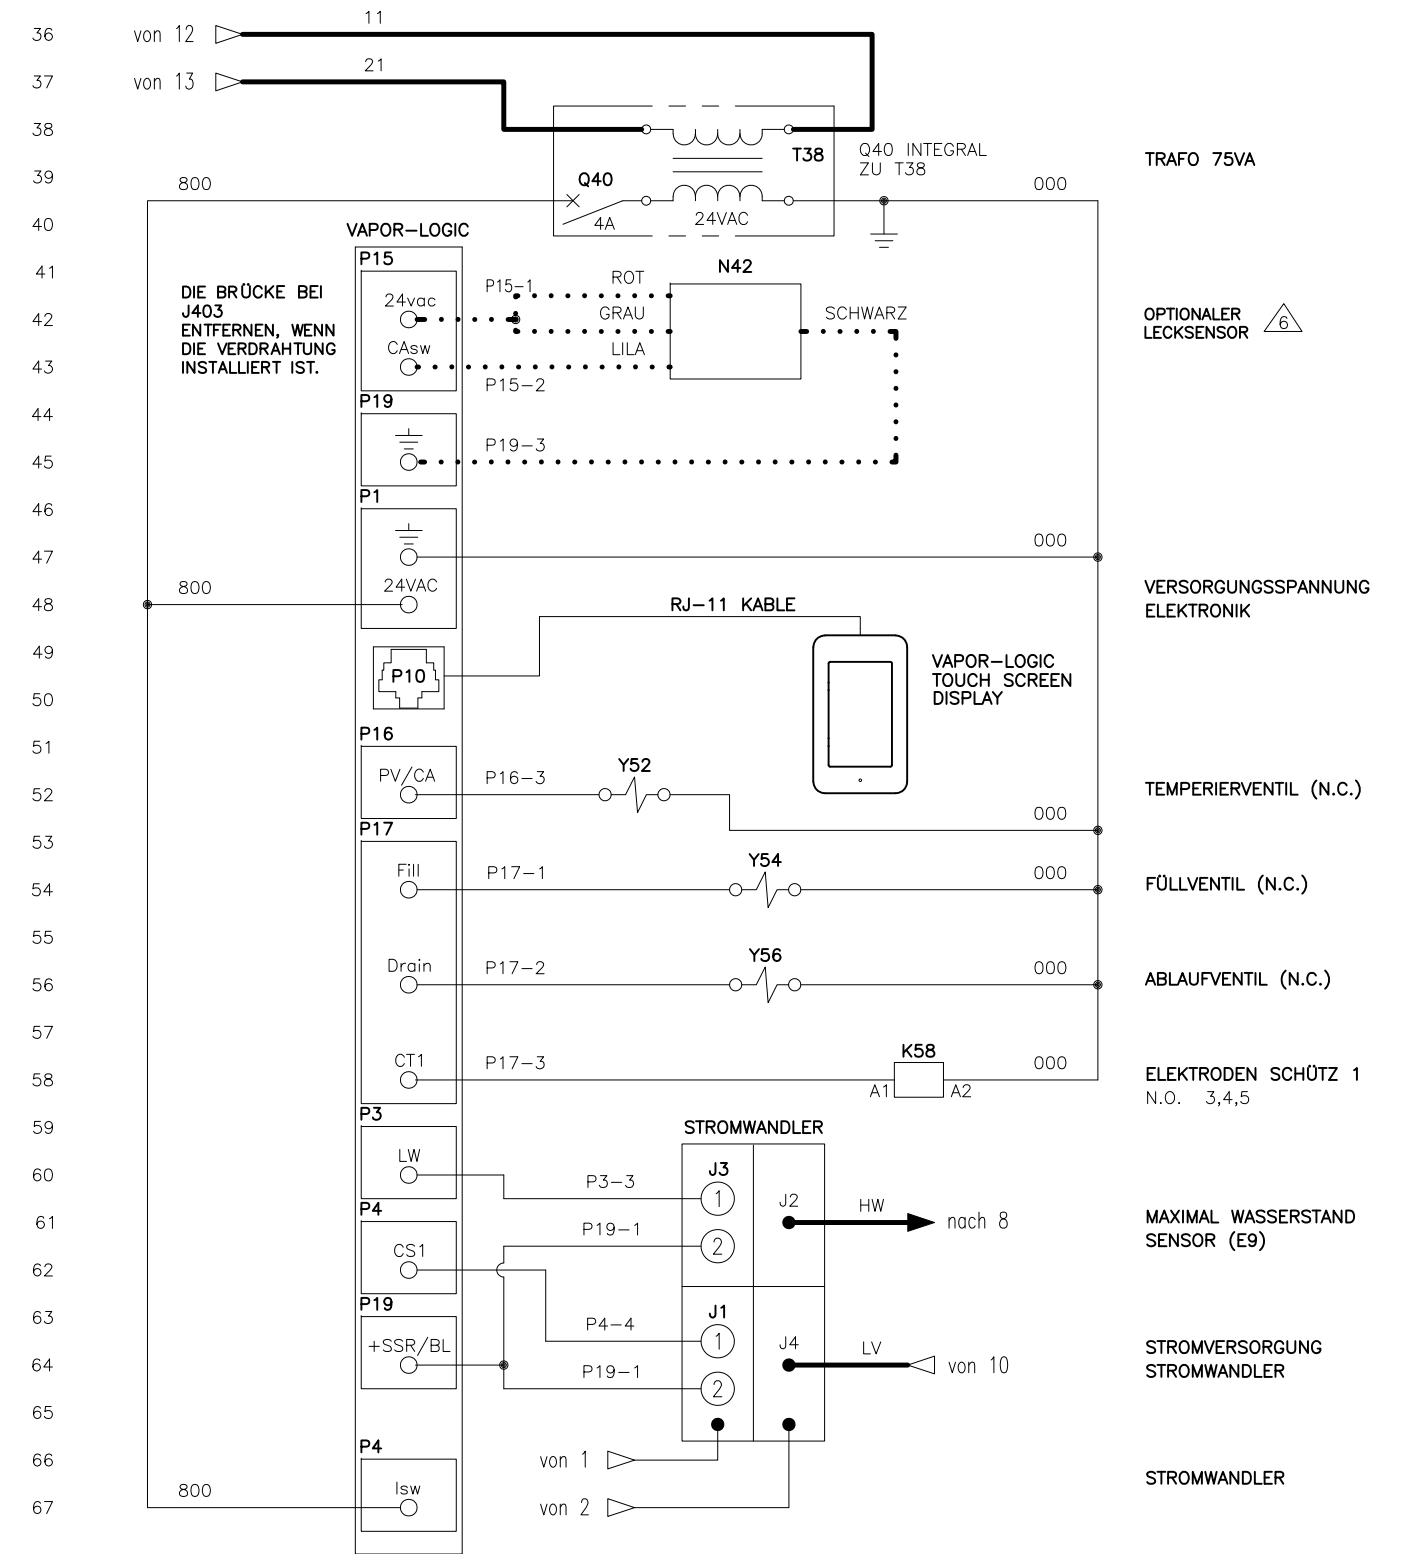 36 von 12 11
37 von 13 21
38
T38 Q40 INTEGRAL
ZU T38
TRAFO 75VA
39 800 Q40 000
40 4A 24VAC
VAPOR-LOGIC
P15
41 N42
DIE BRÜCKE BEI
J403
ENTFERNEN, WENN
DIE VERDRAHTUNG
INSTALLIERT IST.
24vac P15-1 ROT
42 GRAU SCHWARZ
OPTIONALER
LECKSENSOR 6
CAsw LILA
43 P15-2
44 P19
45 P19-3
46 P1
47 000
24VAC
48 800
VERSORGUNGSSPANNUNG
ELEKTRONIK
RJ-11 KABLE
49 P10
VAPOR-LOGIC
TOUCH SCREEN
DISPLAY
50
51 P16
PV/CA P16-3 Y52
52 TEMPERIERVENTIL (N.C.)
000
53 P17
Fill P17-1 Y54 000
54 FÜLLVENTIL (N.C.)
55
Drain P17-2 Y56 000
56 ABLAUFVENTIL (N.C.)
57
CT1 P17-3 K58 000
58 A1 A2 ELEKTRODEN SCHÜTZ 1
N.O. 3,4,5
59 P3 STROMWANDLER
60 LW P3-3 J3 1
61 P4 P19-1 2 J2 HW nach 8
MAXIMAL WASSERSTAND
SENSOR (E9)
62 CS1
63 P19 P4-4 J1 1
64 +SSR/BL P19-1 2 J4 LV von 10
STROMVERSORGUNG
STROMWANDLER
65
66 P4 von 1
STROMWANDLER
67 800 Isw von 2